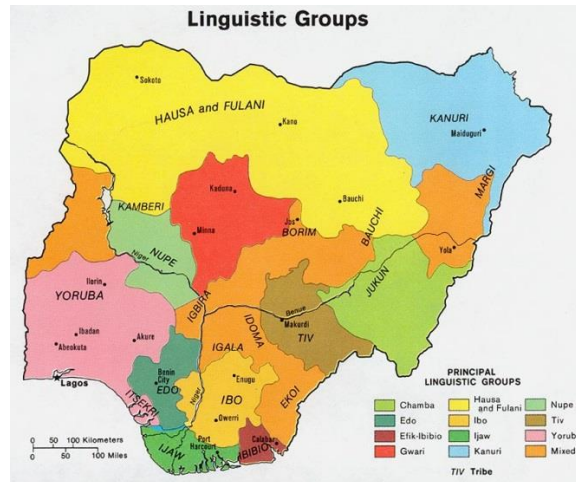 Linguistic Groups
Sokoto
HAUSA and FULANI
Kano
KANURI
Maiduguri
MARGI
Kaduna
KAMBERI
Bauchi
Jos
BORIM
BAUCHI
Minna
NUPE
Yola
Niger
Ilorin
YORUBA
IGBIRA
JUKUN
Benue
Makurdi
TIV
IDOMA
Ibadan
Abeokuta
Akure
IGALA
Lagos
Benin
City
EDO
Enugu
IBO
Niger
ITSEKRI
Owerri
EKOI
Port
Harcourt
IJAW
Calabar
IBIBIO
0 50 100 Kilometers
0 50 100 Miles
PRINCIPAL
LINGUISTIC GROUPS
Chamba
Edo
Efik-Ibibio
Gwari
Hausa
and Fulani
Ibo
Ijaw
Kanuri
Nupe
Tiv
Yorub
Mixed
TIV Tribe